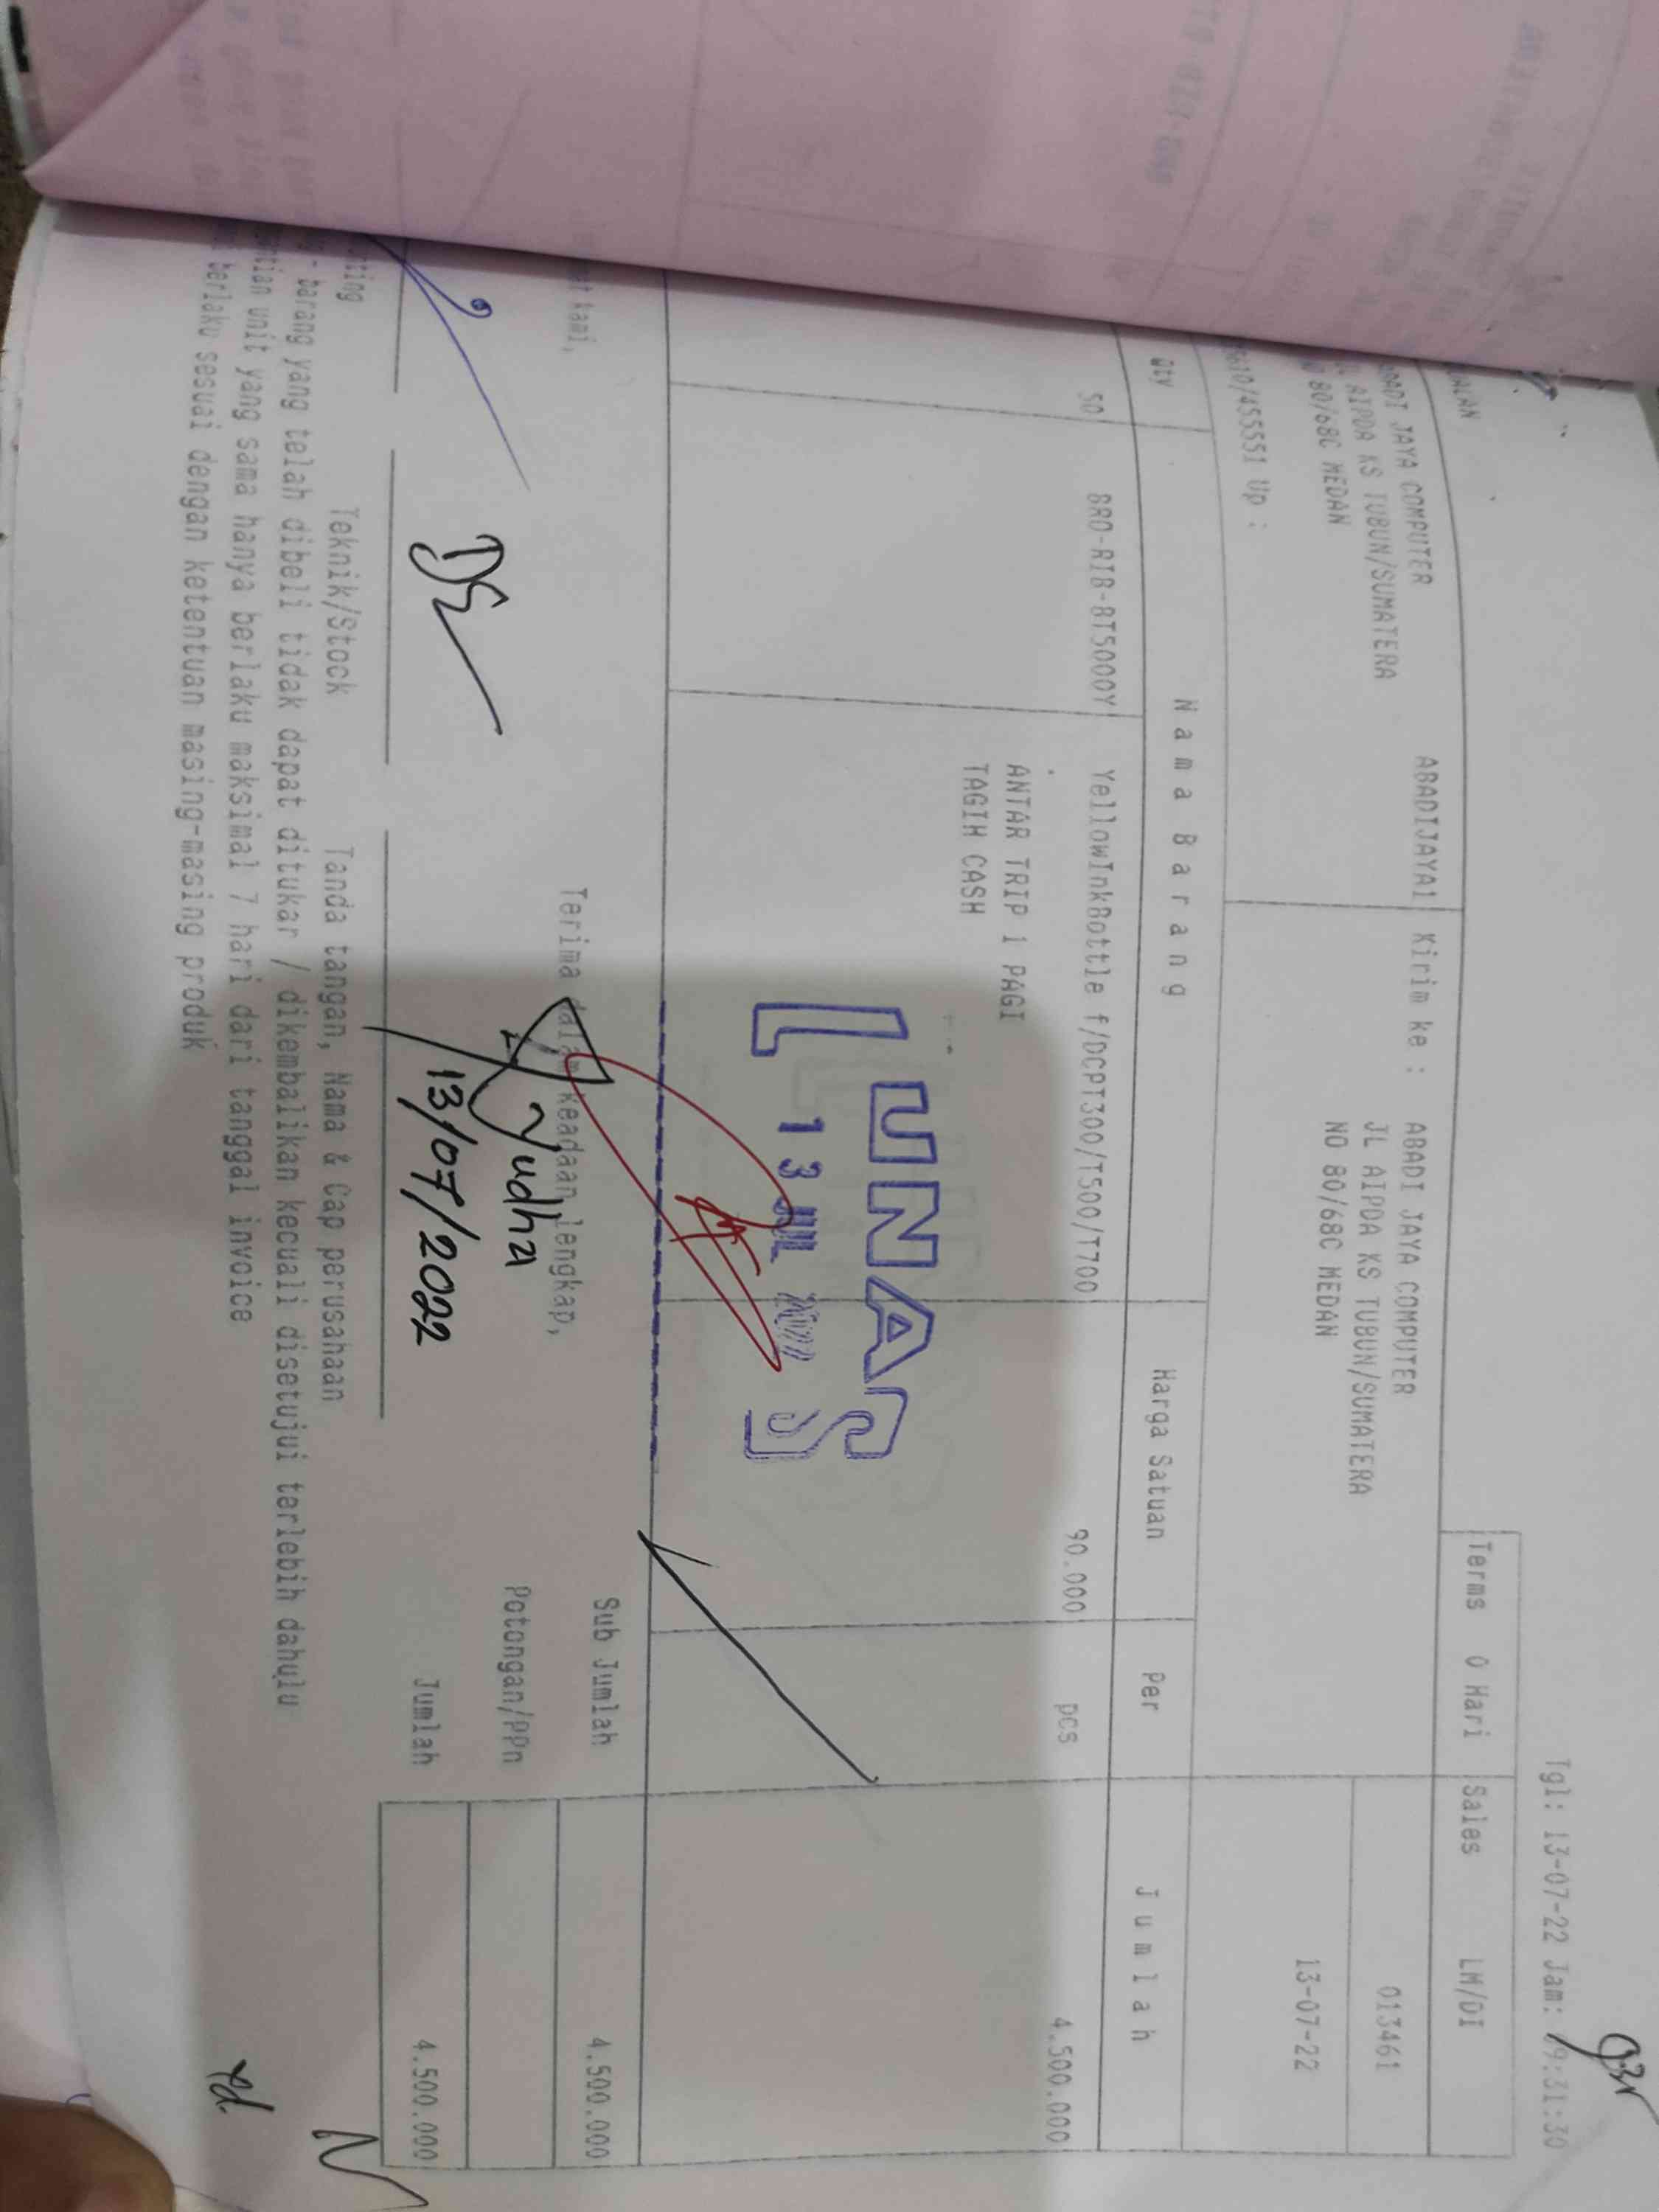 Tgl: 13-07-22 Jam: 09:31:30
Terms 0 Hari Sales LM/DI
ABADIJAYA1 Kirim ke : ABADI JAYA COMPUTER 013461
ABADI JAYA COMPUTER JL AIPDA KS TUBUN/SUMATERA
AIPDA KS TUBUN/SUMATERA NO 80/68C MEDAN 13-07-22
80/68C MEDAN
/455551 Up :
Qty Nama Barang Harga Satuan Per Jumlah
50 BRO-RIB-BT5000Y YellowInkBottle f/DCPT300/T500/T700 90.000 pcs 4.500.000
ANTAR TRIP 1 PAGI
TAGIH CASH
LUNAS
13 JUL 2022
kami, Terima dalam keadaan lengkap, Sub Jumlah 4.500.000
Yudha
Potongan/PPn
13/07/2022
Jumlah 4.500.000
Teknik/Stock Tanda tangan, Nama & Cap perusahaan
- barang yang telah dibeli tidak dapat ditukar / dikembalikan kecuali disetujui terlebih dahulu
unit yang sama hanya berlaku maksimal 7 hari dari tanggal invoice
berlaku sesuai dengan ketentuan masing-masing produk